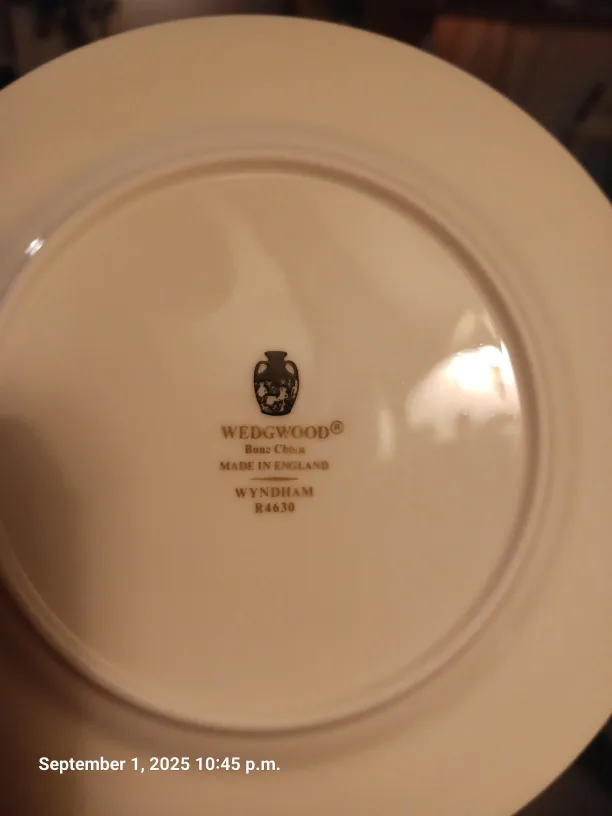 WEDGWOOD®
Bone China
MADE IN ENGLAND
WYNDHAM
R4630
September 1, 2025 10:45 p.m.